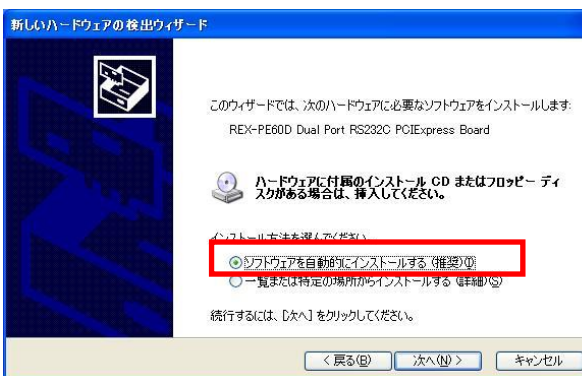 新しいハードウェアの検出ウィザード
このウィザードでは、次のハードウェアに必要なソフトウェアをインストールします:
REX-PE60D Dual Port RS232C PCIExpress Board
ハードウェアに付属のインストール CD またはフロッピー ディ
スクがある場合は、挿入してください。
インストール方法を選んでください。
ソフトウェアを自動的にインストールする (推奨)(I)
一覧または特定の場所からインストールする (詳細)(S)
続行するには、[次へ] をクリックしてください。
< 戻る(B)
次へ(N) >
キャンセル